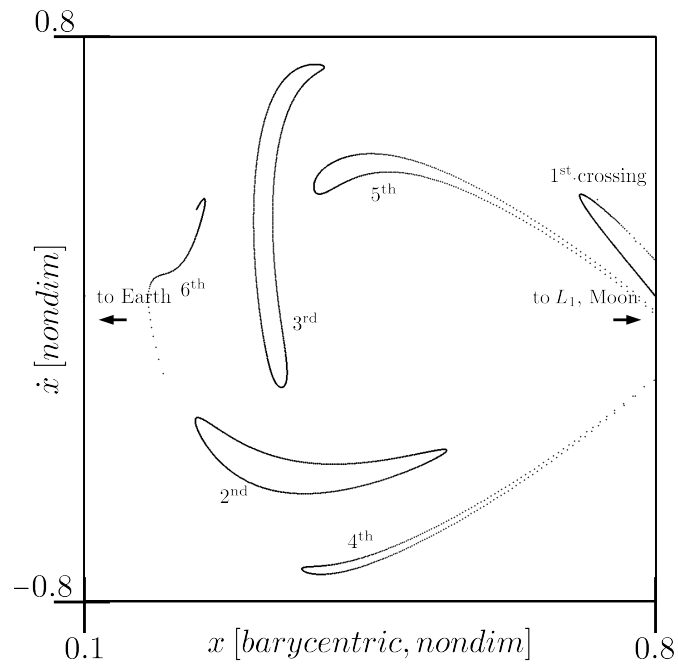 0.8
1st crossing
5th
6th
to Earth
to L1, Moon
3rd
ẋ [nondim]
2nd
4th
−0.8
0.1
x [barycentric, nondim]
0.8